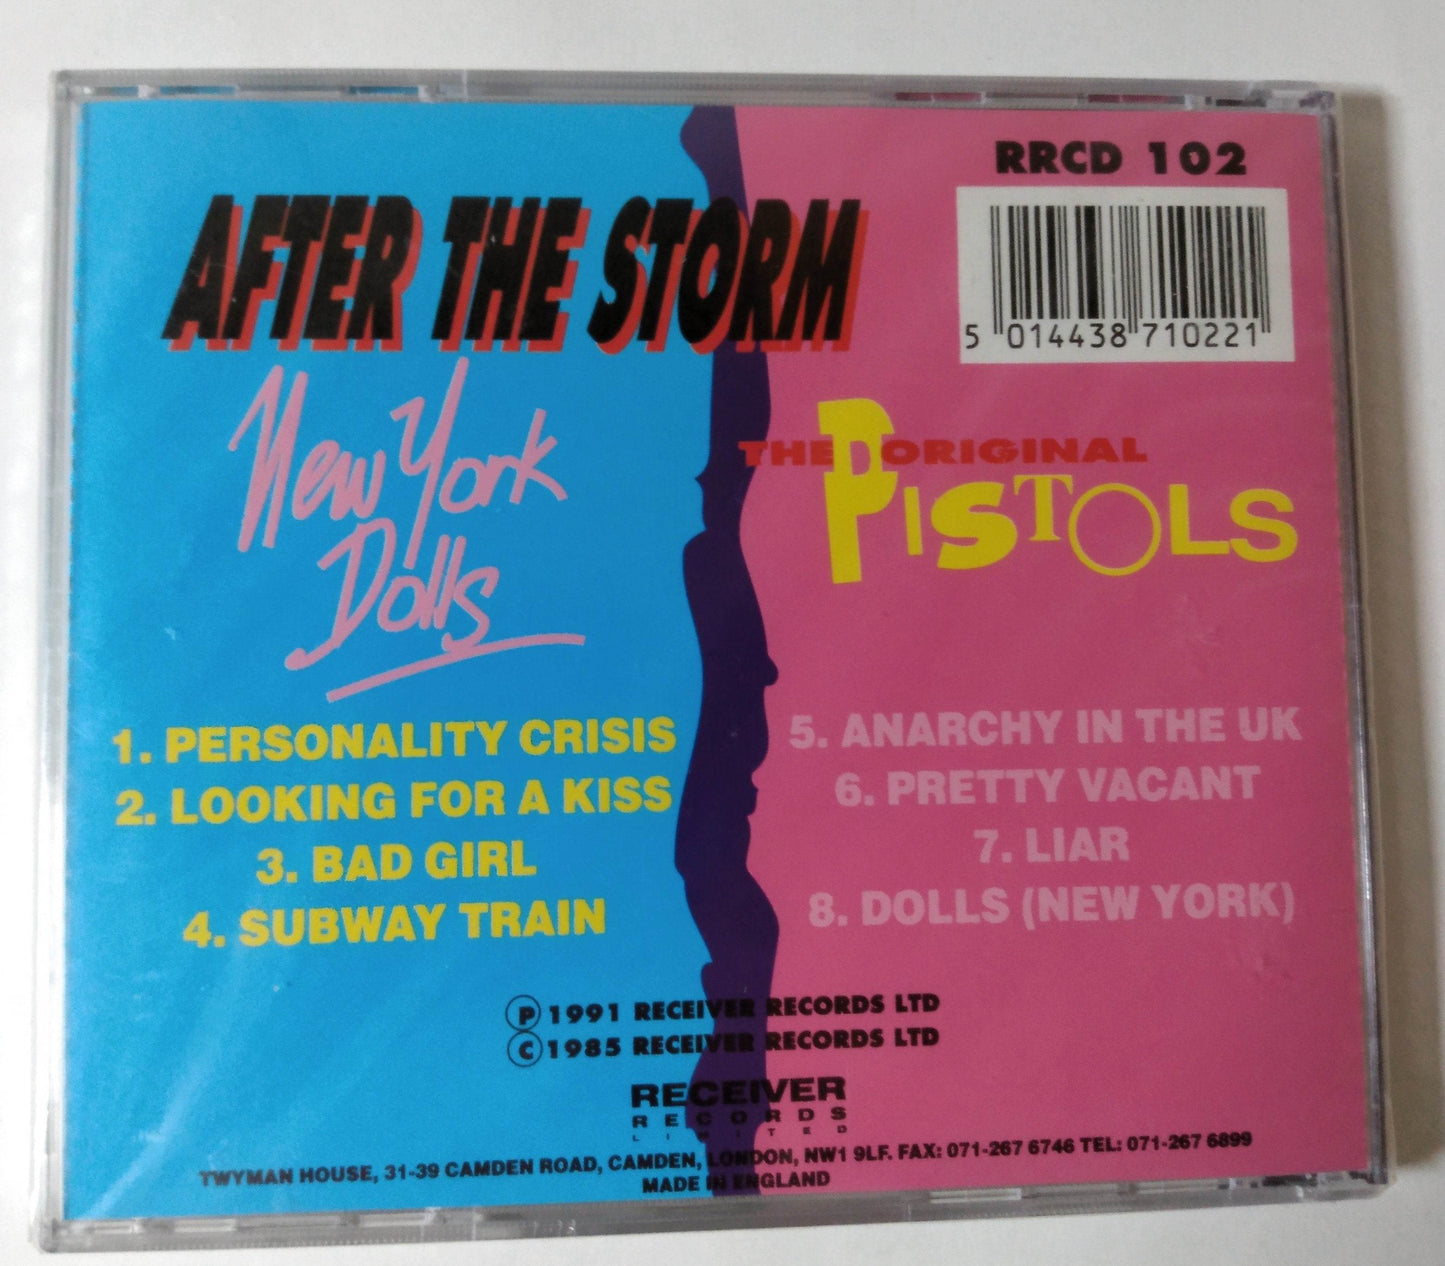 RRCD 102
AFTER THE STORM
5 014438 710221
New York
Dolls
THE ORIGINAL
PISTOLS
1. PERSONALITY CRISIS
2. LOOKING FOR A KISS
3. BAD GIRL
4. SUBWAY TRAIN
5. ANARCHY IN THE UK
6. PRETTY VACANT
7. LIAR
8. DOLLS (NEW YORK)
Ⓟ 1991 RECEIVER RECORDS LTD
© 1985 RECEIVER RECORDS LTD
RECEIVER
RECORDS
LIMITED
TWYMAN HOUSE, 31-39 CAMDEN ROAD, CAMDEN, LONDON, NW1 9LF. FAX: 071-267 6746 TEL: 071-267 6899
MADE IN ENGLAND